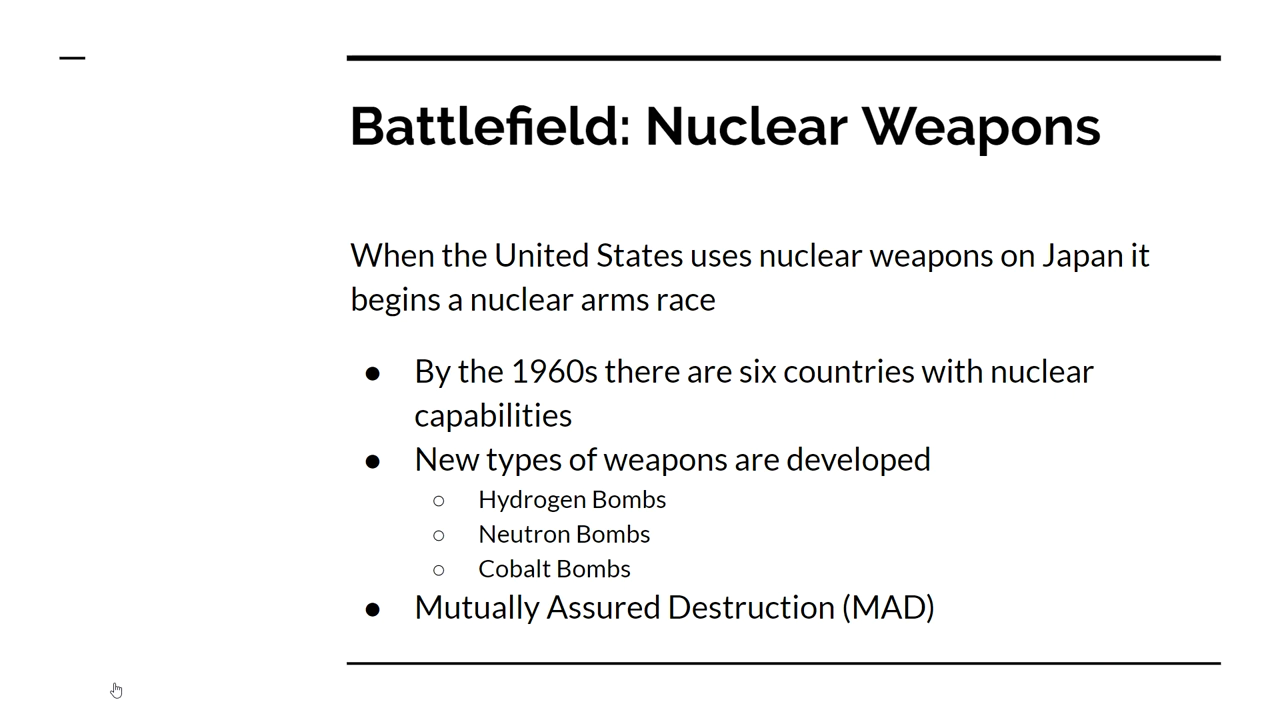 Battlefield: Nuclear Weapons
When the United States uses nuclear weapons on Japan it
begins a nuclear arms race
● By the 1960s there are six countries with nuclear
capabilities
● New types of weapons are developed
○ Hydrogen Bombs
○ Neutron Bombs
○ Cobalt Bombs
● Mutually Assured Destruction (MAD)